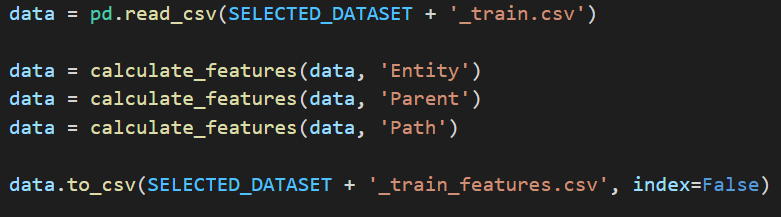 data = pd.read_csv(SELECTED_DATASET + '_train.csv')
data = calculate_features(data, 'Entity')
data = calculate_features(data, 'Parent')
data = calculate_features(data, 'Path')
data.to_csv(SELECTED_DATASET + '_train_features.csv', index=False)